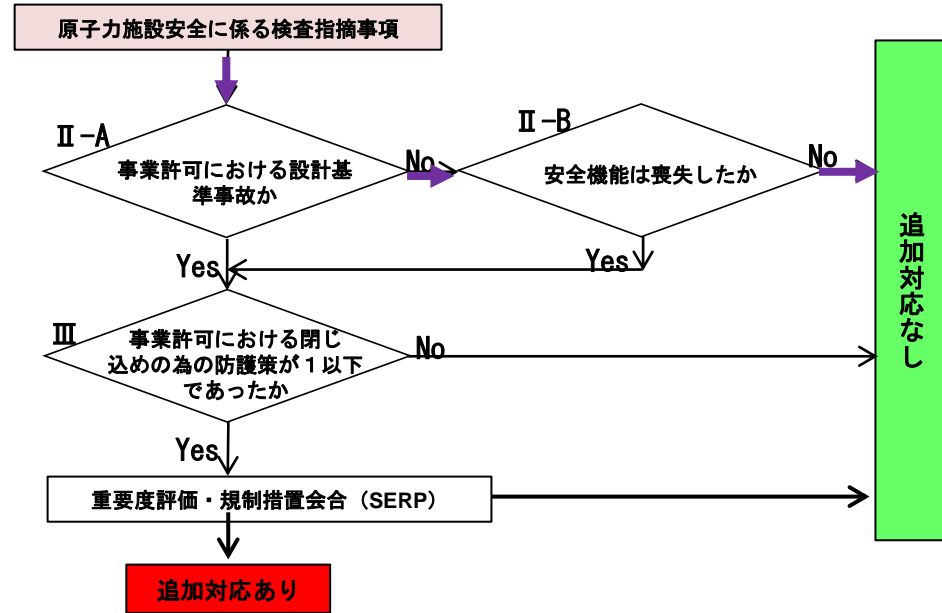 原子力施設安全に係る検査指摘事項
Ⅱ-A
事業許可における設計基
準事故か
No
Ⅱ-B
安全機能は喪失したか
No
Yes
Yes
Ⅲ
事業許可における閉じ
込めの為の防護策が１以下
であったか
No
Yes
重要度評価・規制措置会合（SERP）
追加対応あり
追加対応なし